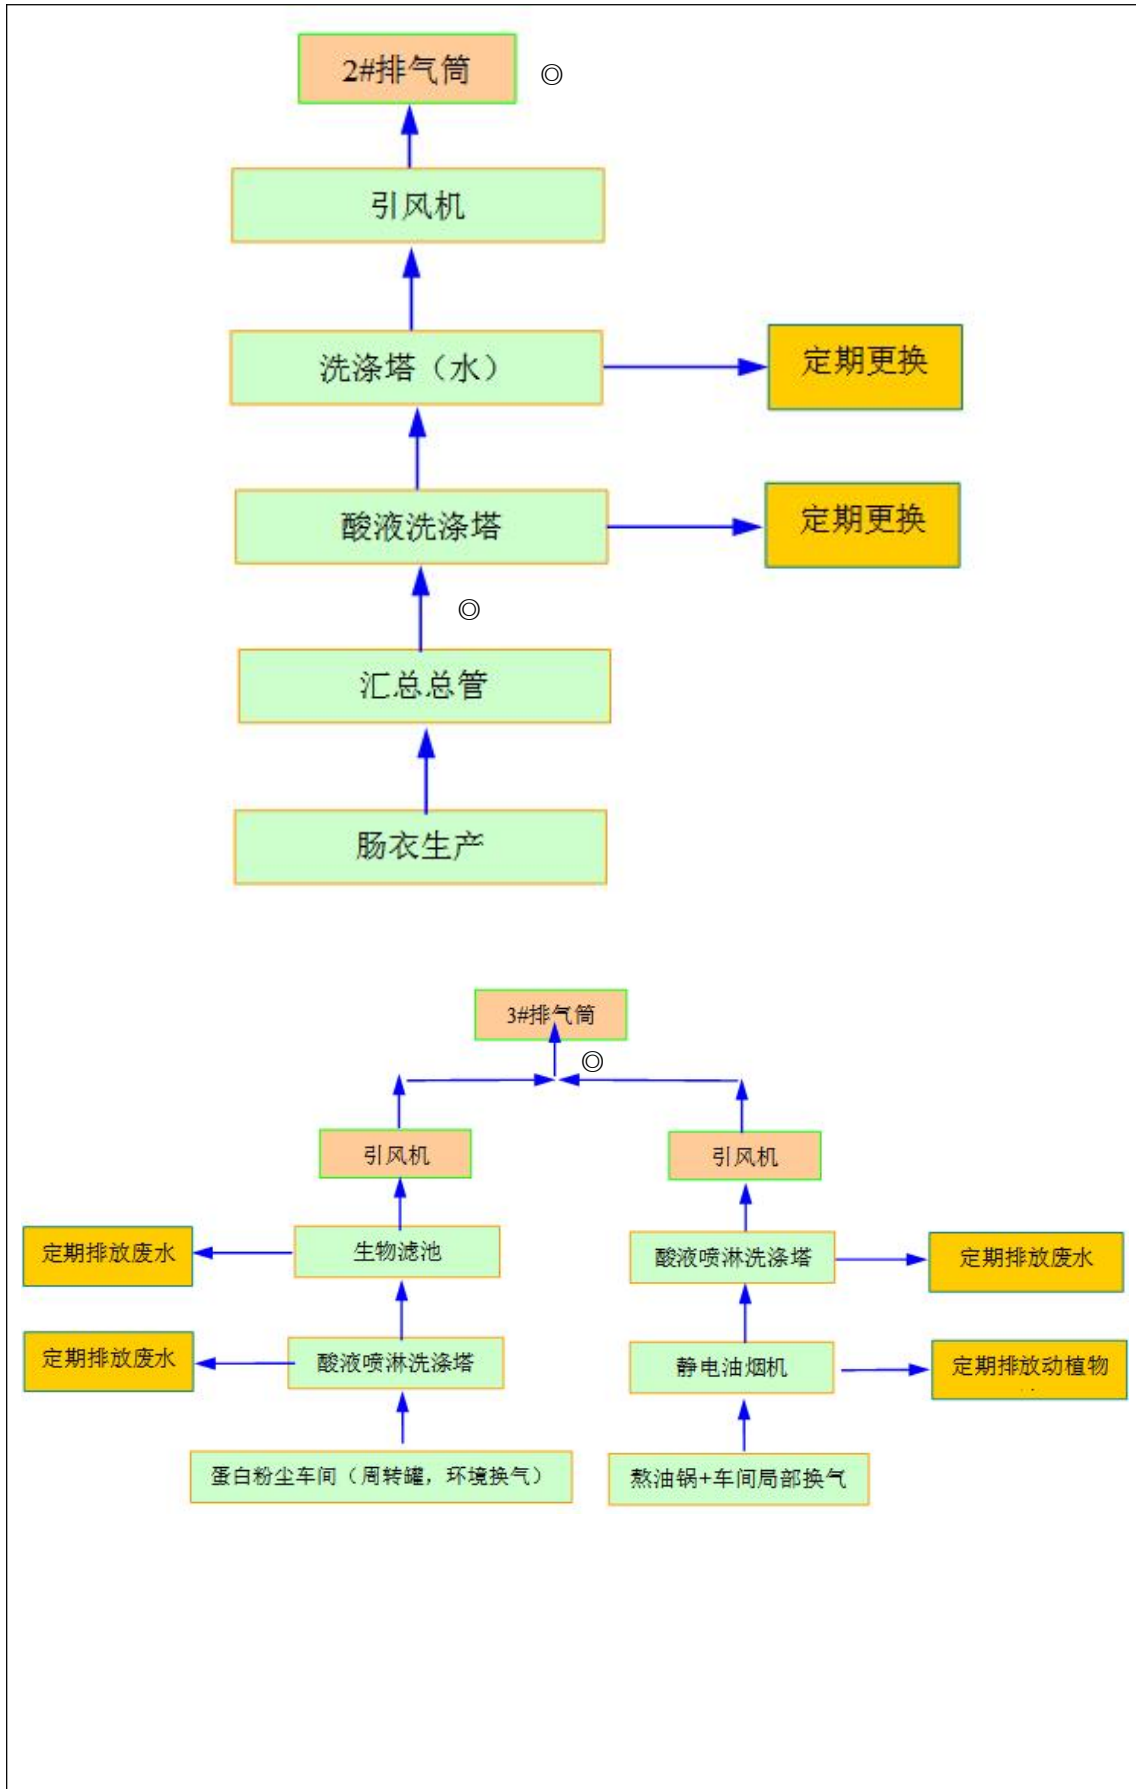 2#排气筒 ◎
引风机
洗涤塔（水）
定期更换
酸液洗涤塔
定期更换
◎
汇总总管
肠衣生产
3#排气筒
◎
引风机
引风机
定期排放废水
生物滤池
酸液喷淋洗涤塔
定期排放废水
定期排放废水
酸液喷淋洗涤塔
静电油烟机
定期排放动植物
蛋白粉尘车间（周转罐，环境换气）
熬油锅+车间局部换气